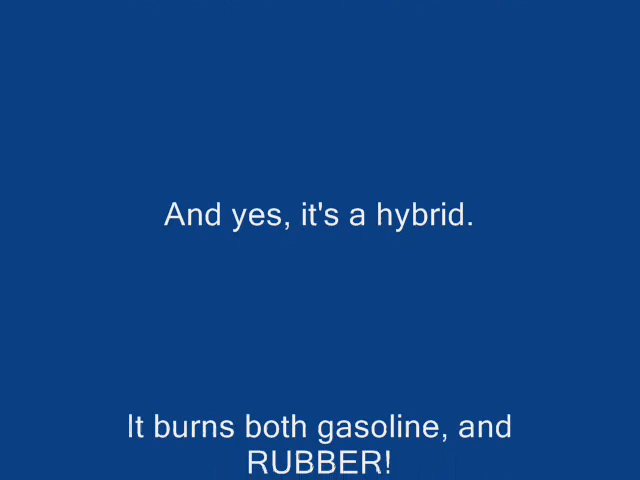 And yes, it's a hybrid.
It burns both gasoline, and
RUBBER!